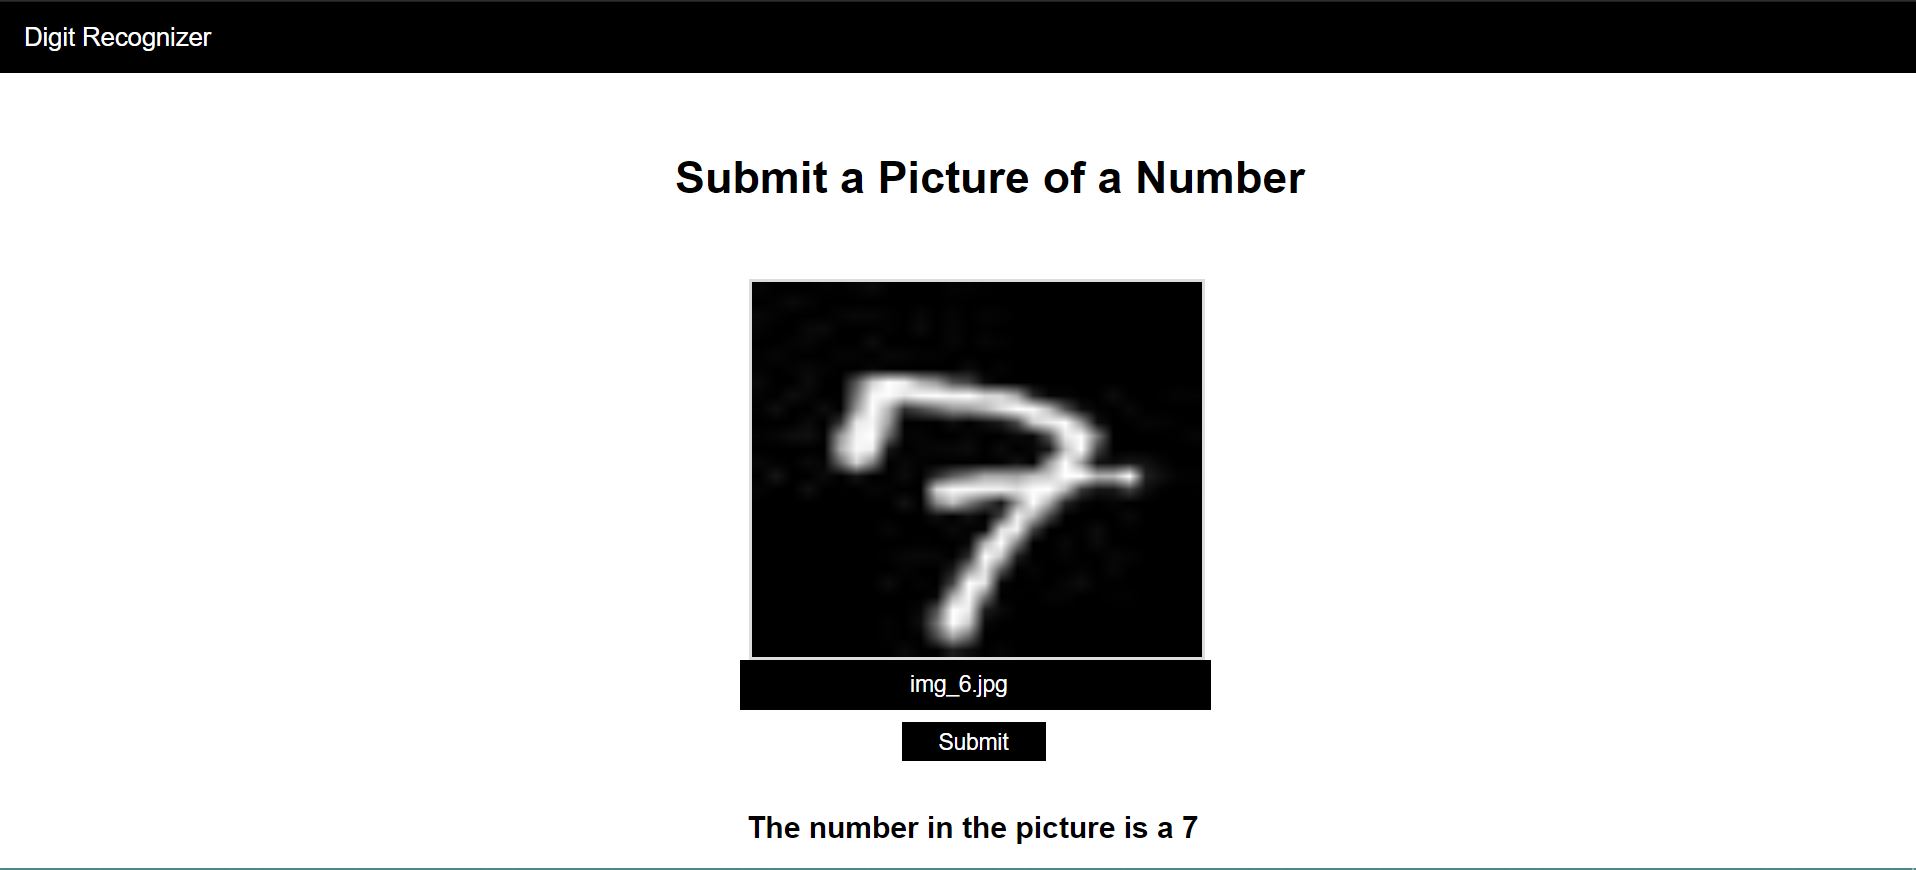 Digit Recognizer
Submit a Picture of a Number
7
img_6.jpg
Submit
The number in the picture is a 7